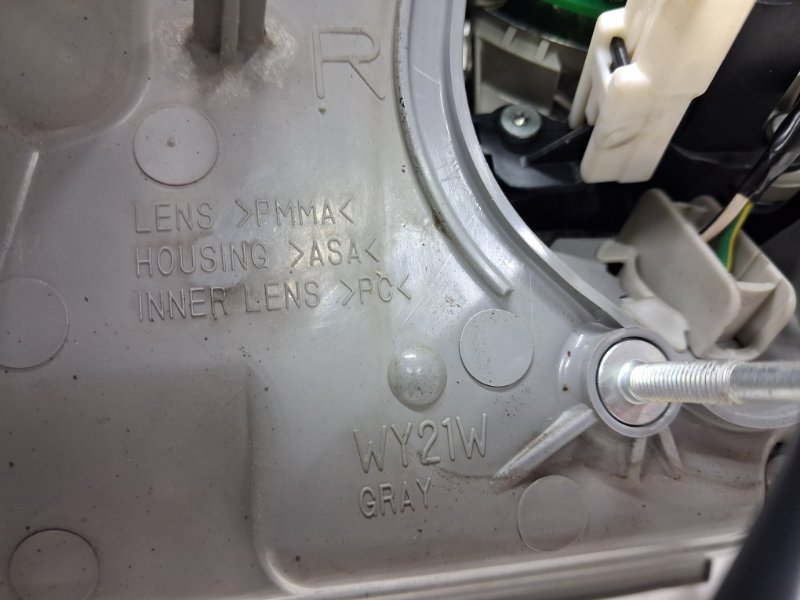 R
LENS >PMMA<
HOUSING >ASA<
INNER LENS >PC<
WY21W
GRAY